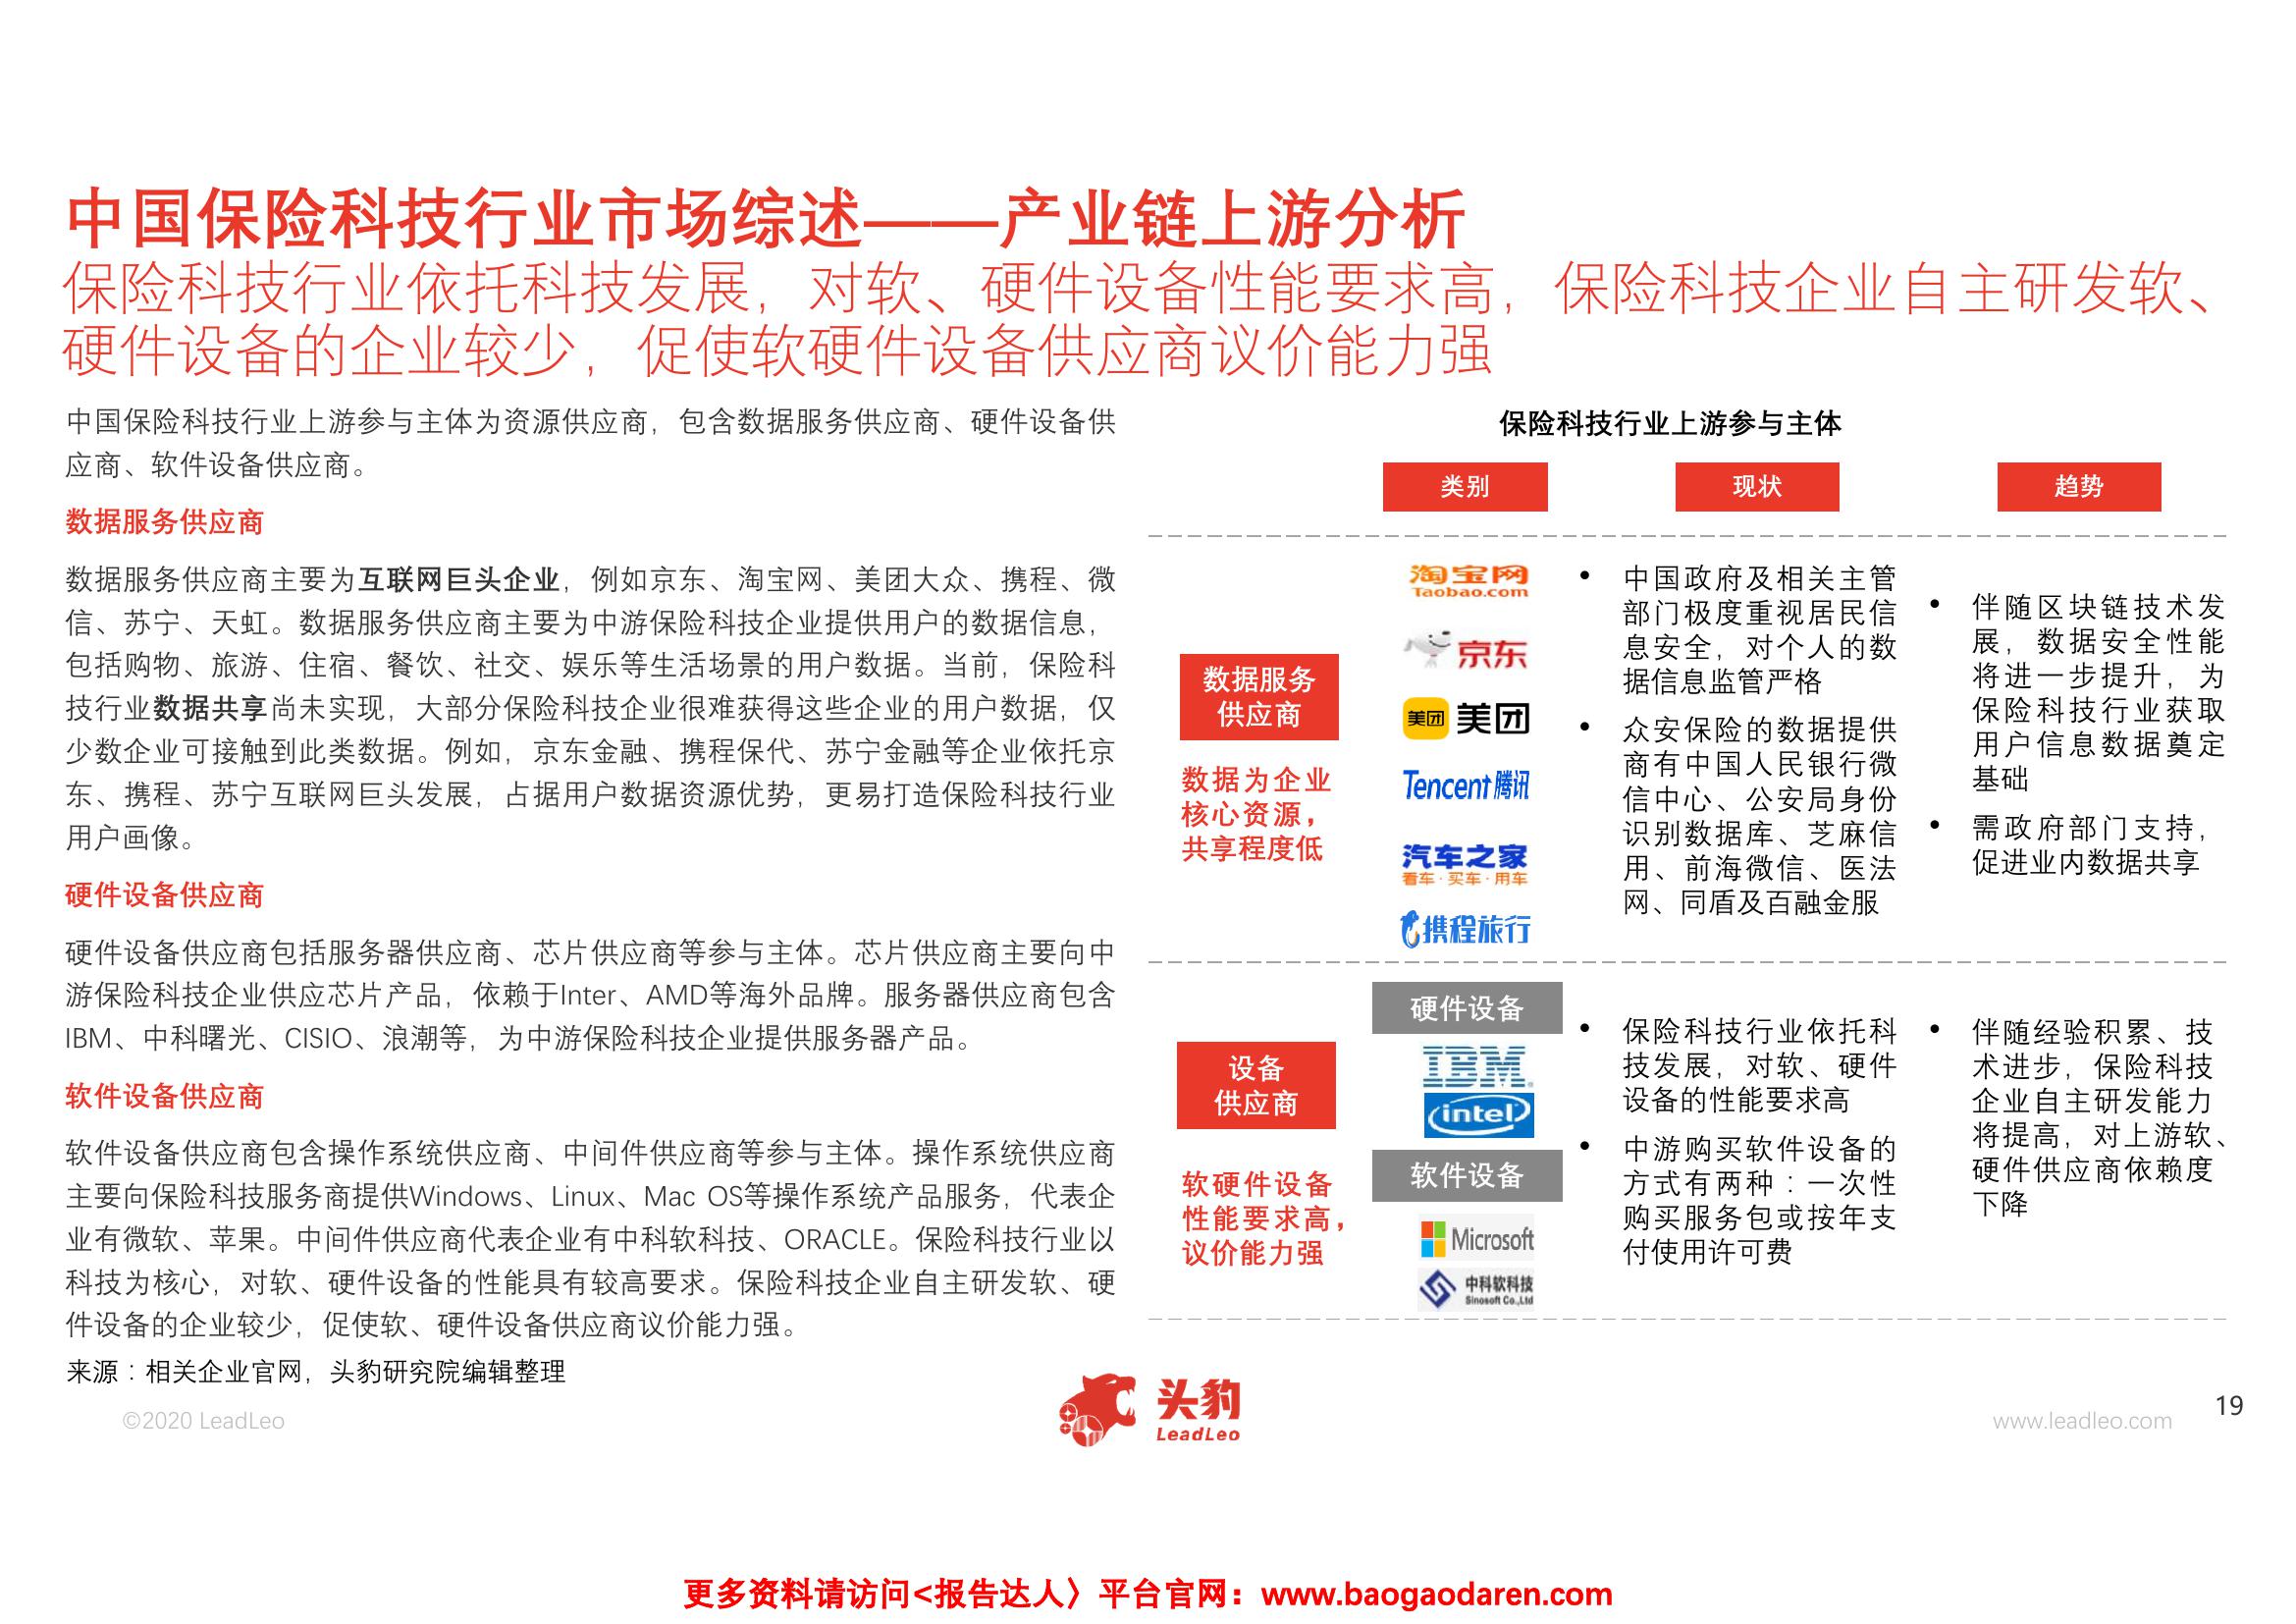 中国保险科技行业市场综述——产业链上游分析
保险科技行业依托科技发展，对软、硬件设备性能要求高，保险科技企业自主研发软、
硬件设备的企业较少，促使软硬件设备供应商议价能力强
中国保险科技行业上游参与主体为资源供应商，包含数据服务供应商、硬件设备供
应商、软件设备供应商。
数据服务供应商
数据服务供应商主要为互联网巨头企业，例如京东、淘宝网、美团大众、携程、微
信、苏宁、天虹。数据服务供应商主要为中游保险科技企业提供用户的数据信息，
包括购物、旅游、住宿、餐饮、社交、娱乐等生活场景的用户数据。当前，保险科
技行业数据共享尚未实现，大部分保险科技企业很难获得这些企业的用户数据，仅
少数企业可接触到此类数据。例如，京东金融、携程保代、苏宁金融等企业依托京
东、携程、苏宁互联网巨头发展，占据用户数据资源优势，更易打造保险科技行业
用户画像。
硬件设备供应商
硬件设备供应商包括服务器供应商、芯片供应商等参与主体。芯片供应商主要向中
游保险科技企业供应芯片产品，依赖于Inter、AMD等海外品牌。服务器供应商包含
IBM、中科曙光、CISIO、浪潮等，为中游保险科技企业提供服务器产品。
软件设备供应商
软件设备供应商包含操作系统供应商、中间件供应商等参与主体。操作系统供应商
主要向保险科技服务商提供Windows、Linux、Mac OS等操作系统产品服务，代表企
业有微软、苹果。中间件供应商代表企业有中科软科技、ORACLE。保险科技行业以
科技为核心，对软、硬件设备的性能具有较高要求。保险科技企业自主研发软、硬
件设备的企业较少，促使软、硬件设备供应商议价能力强。
来源：相关企业官网，头豹研究院编辑整理
保险科技行业上游参与主体
类别
现状
趋势
数据服务
供应商
数据为企业
核心资源，
共享程度低
淘宝网
Taobao.com
京东
美团 美团
Tencent腾讯
汽车之家
看车·买车·用车
携程旅行
• 中国政府及相关主管
部门极度重视居民信
息安全，对个人的数
据信息监管严格
• 众安保险的数据提供
商有中国人民银行微
信中心、公安局身份
识别数据库、芝麻信
用、前海微信、医法
网、同盾及百融金服
• 伴随区块链技术发
展，数据安全性能
将进一步提升，为
保险科技行业获取
用户信息数据奠定
基础
• 需政府部门支持，
促进业内数据共享
设备
供应商
软硬件设备
性能要求高，
议价能力强
硬件设备
IBM
intel
软件设备
Microsoft
中科软科技
Sinosoft Co.,Ltd
• 保险科技行业依托科
技发展，对软、硬件
设备的性能要求高
• 中游购买软件设备的
方式有两种：一次性
购买服务包或按年支
付使用许可费
• 伴随经验积累、技
术进步，保险科技
企业自主研发能力
将提高，对上游软、
硬件供应商依赖度
下降
©2020 LeadLeo
头豹
LeadLeo
www.leadleo.com
19
更多资料请访问<报告达人〉平台官网：www.baogaodaren.com